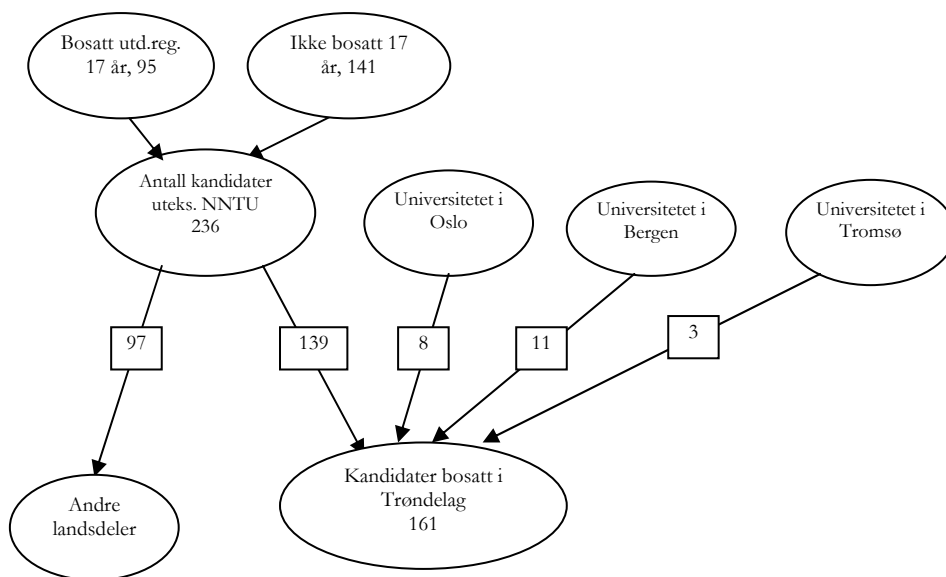 Bosatt utd.reg.
17 år, 95
Ikke bosatt 17
år, 141
Antall kandidater
uteks. NNTU
236
Universitetet i
Oslo
Universitetet i
Bergen
Universitetet i
Tromsø
97
139
8
11
3
Andre
landsdeler
Kandidater bosatt i
Trøndelag
161